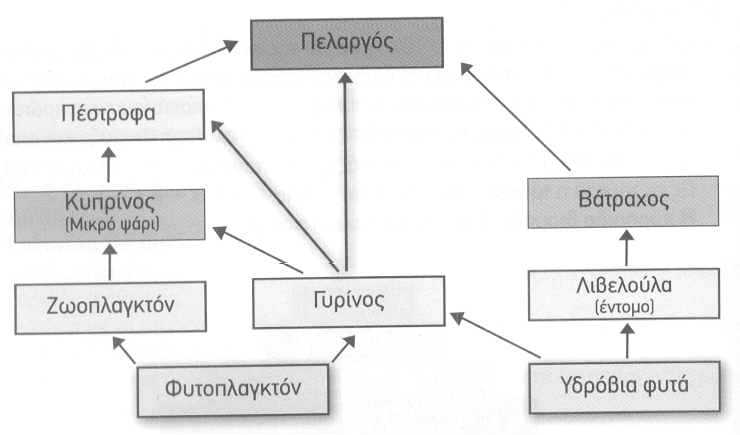 Πελαργός
Πέστροφα
Κυπρίνος
(Μικρό ψάρι)
Βάτραχος
Ζωοπλαγκτόν
Γυρίνος
Λιβελούλα
(έντομο)
Φυτοπλαγκτόν
Υδρόβια φυτά